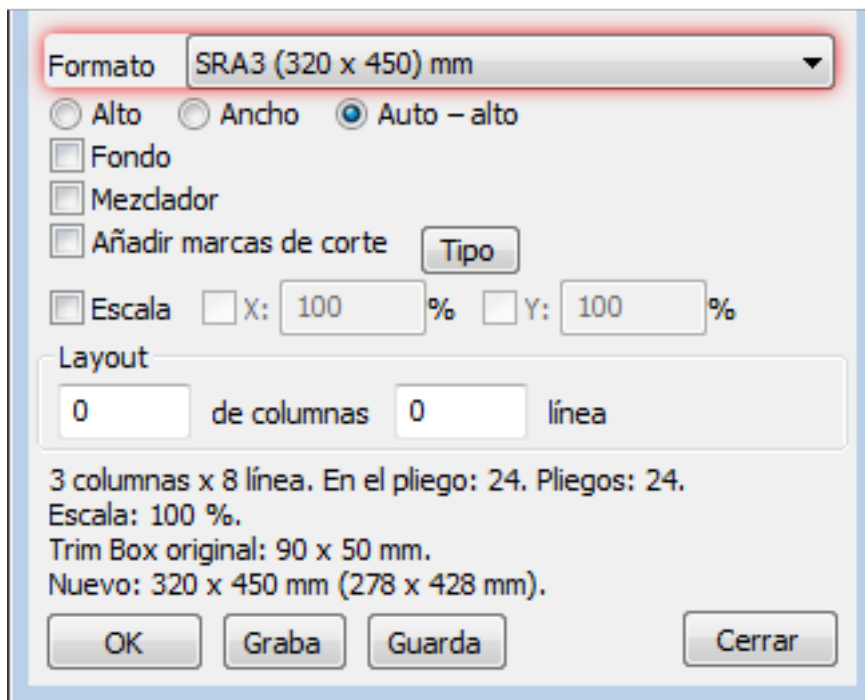 Formato SRA3 (320 x 450) mm
Alto Ancho Auto – alto
Fondo
Mezclador
Añadir marcas de corte Tipo
Escala X: 100 % Y: 100 %
Layout
0 de columnas 0 línea
3 columnas x 8 línea. En el pliego: 24. Pliegos: 24.
Escala: 100 %.
Trim Box original: 90 x 50 mm.
Nuevo: 320 x 450 mm (278 x 428 mm).
OK Graba Guarda Cerrar